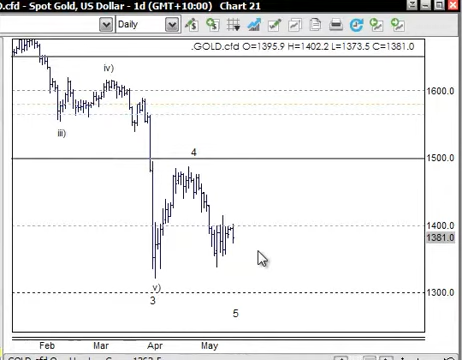 D.cfd - Spot Gold, US Dollar - 1d (GMT+10:00) Chart 21
Daily
.GOLD.cfd O=1395.9 H=1402.2 L=1373.5 C=1381.0
iv)
1600.0
iii)
4
1500.0
1400.0
1381.0
v)
3
1300.0
5
Feb Mar Apr May